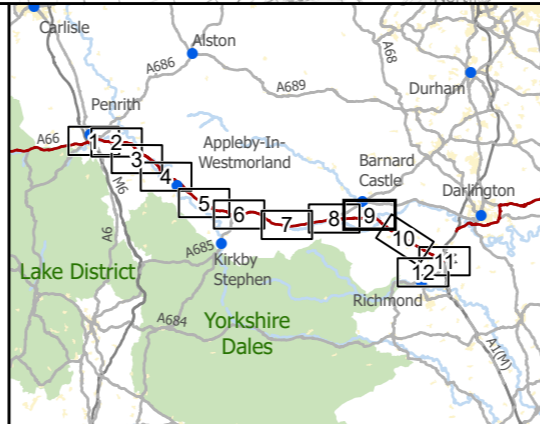 Carlisle
Alston
A68
A686
A689
Durham
Penrith
A66
1
2
3
4
5
6
7
8
9
10
11
12
Appleby-In-
Westmorland
Barnard
Castle
Darlington
M6
A6
A685
Kirkby
Stephen
Lake District
Richmond
A684
Yorkshire
Dales
A1(M)